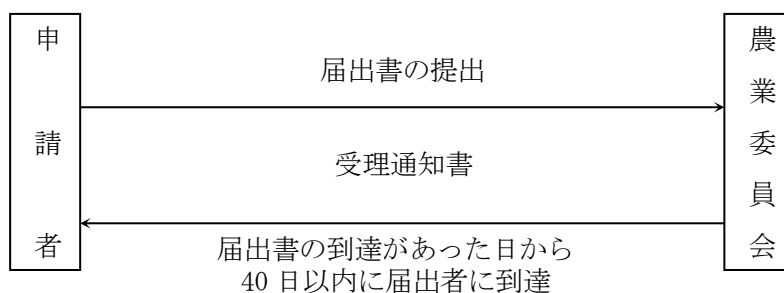 申請者
届出書の提出
受理通知書
届出書の到達があった日から
40 日以内に届出者に到達
農業委員会